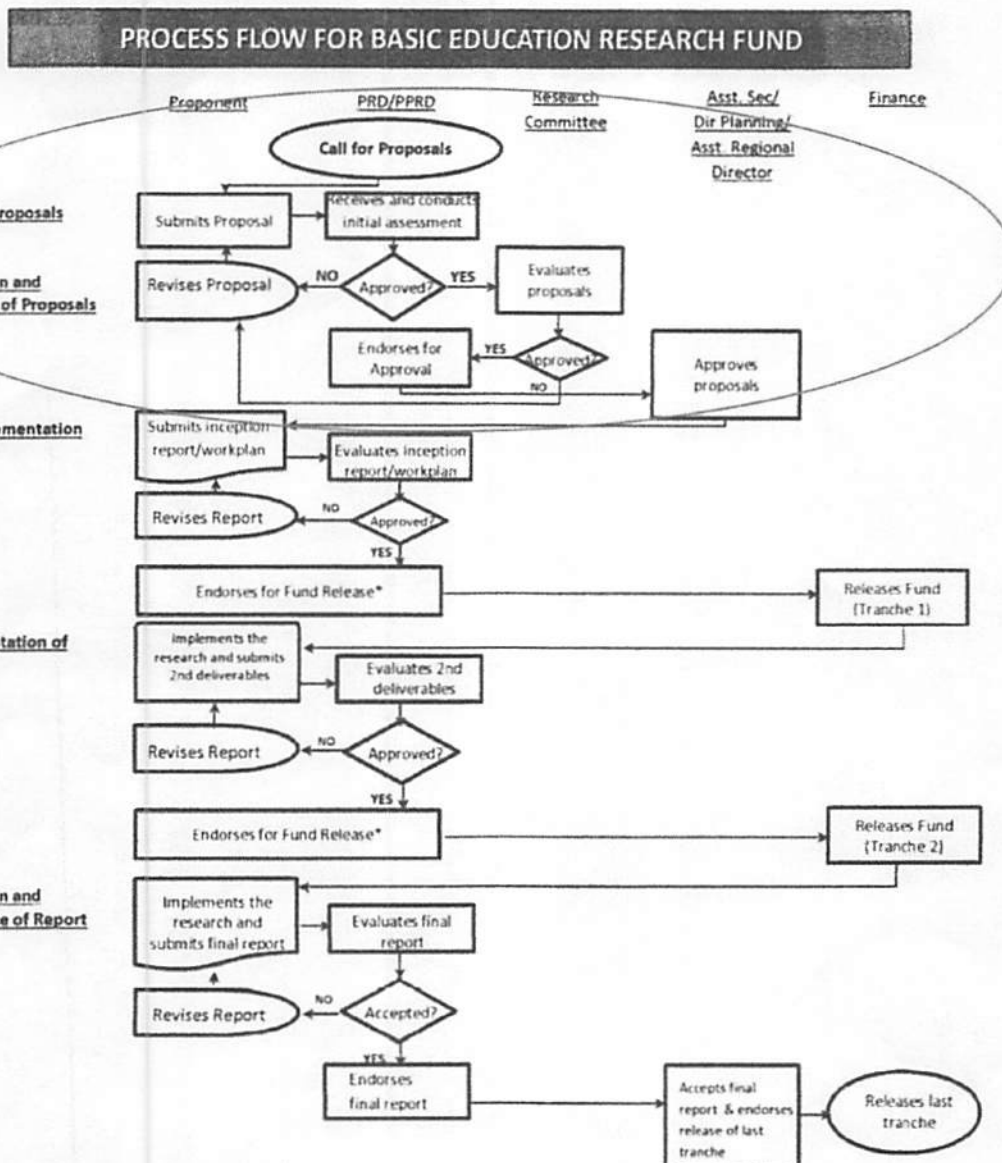 PROCESS FLOW FOR BASIC EDUCATION RESEARCH FUND
Proponent
PRD/PPRD
Research
Committee
Asst. Sec/
Dir Planning/
Asst. Regional
Director
Finance
Call for Proposals
roposals
Submits Proposal
Receives and conducts
initial assessment
n and
of Proposals
Revises Proposal
NO
Approved?
YES
Evaluates
proposals
Endorses for
Approval
YES
Approved?
NO
Approves
proposals
ementation
Submits inception
report/workplan
Evaluates inception
report/workplan
Revises Report
NO
Approved?
YES
Endorses for Fund Release*
Releases Fund
(Tranche 1)
tation of
Implements the
research and submits
2nd deliverables
Evaluates 2nd
deliverables
Revises Report
NO
Approved?
YES
Endorses for Fund Release*
Releases Fund
(Tranche 2)
n and
e of Report
Implements the
research and
submits final report
Evaluates final
report
Revises Report
NO
Accepted?
YES
Endorses
final report
Accepts final
report & endorses
release of last
tranche
Releases last
tranche